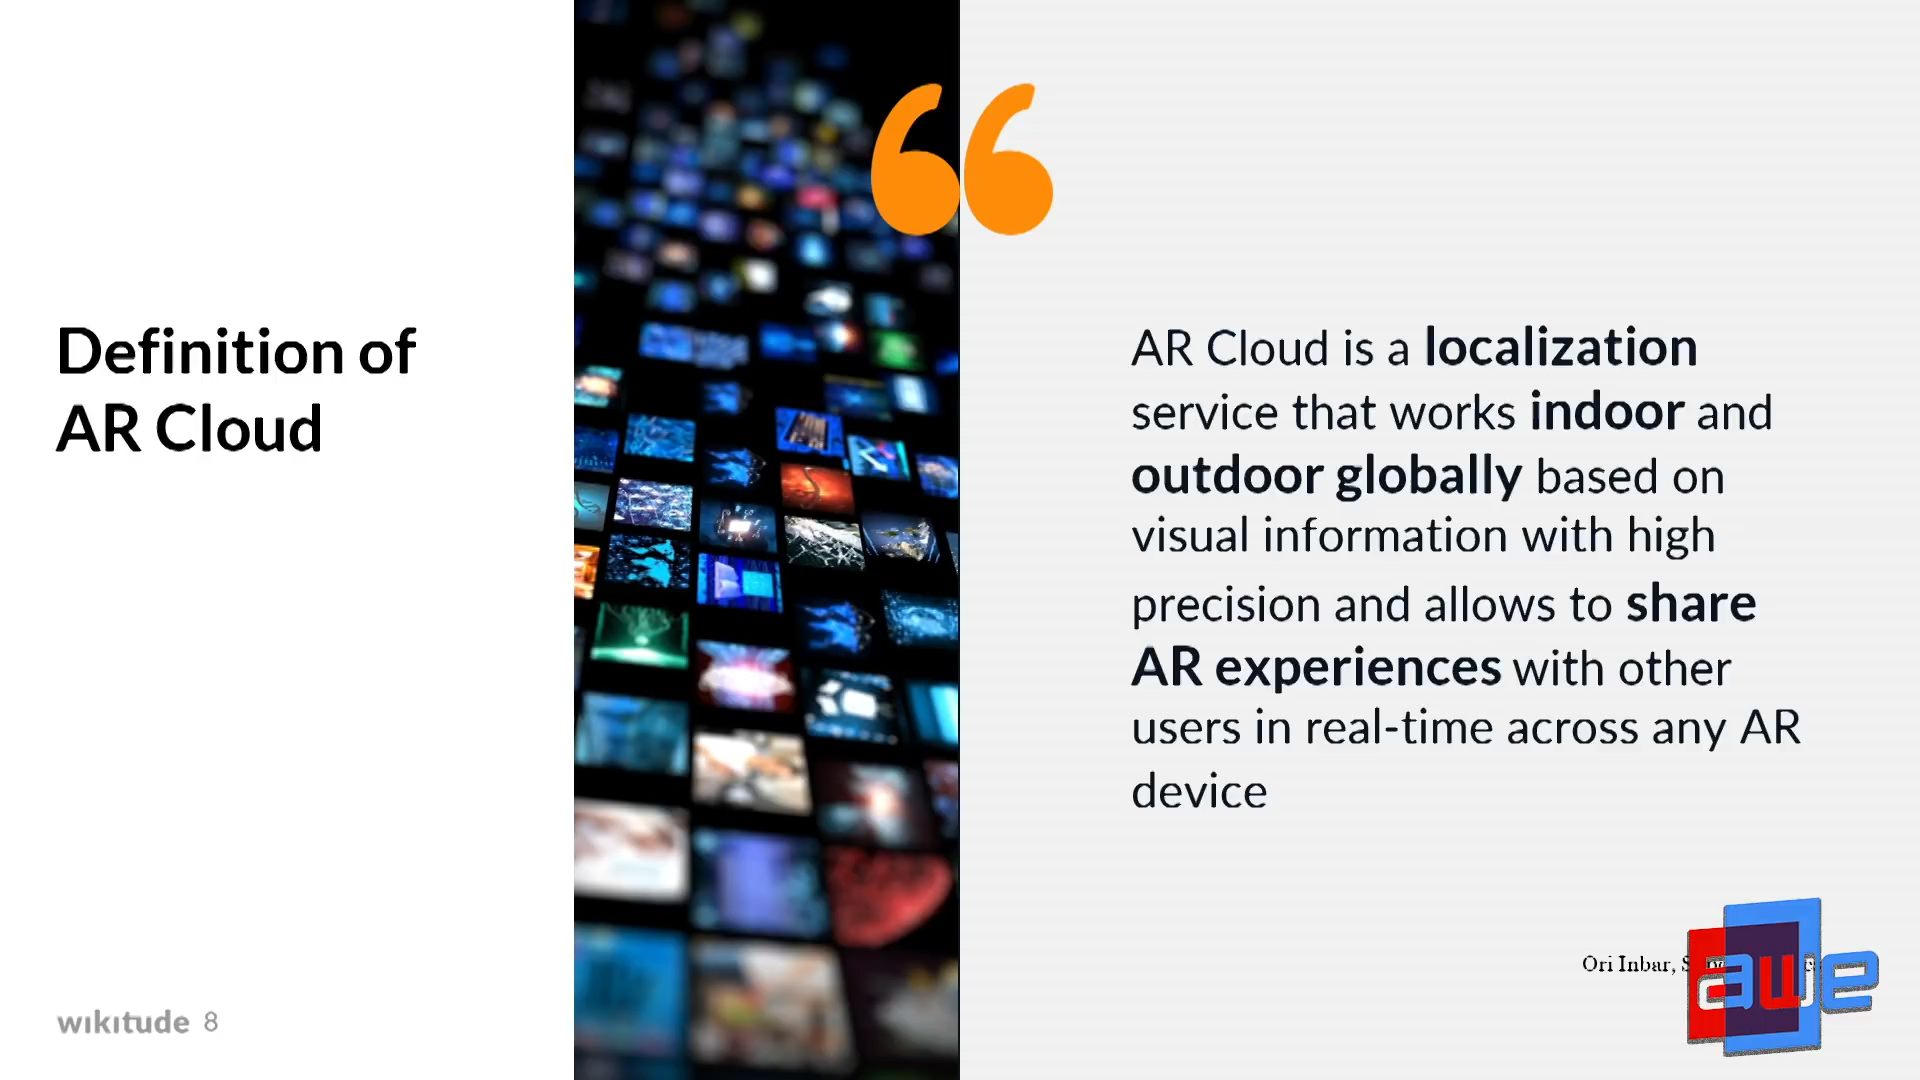 Definition of
AR Cloud
AR Cloud is a localization
service that works indoor and
outdoor globally based on
visual information with high
precision and allows to share
AR experiences with other
users in real-time across any AR
device
Ori Inbar,
awe
wikitude 8